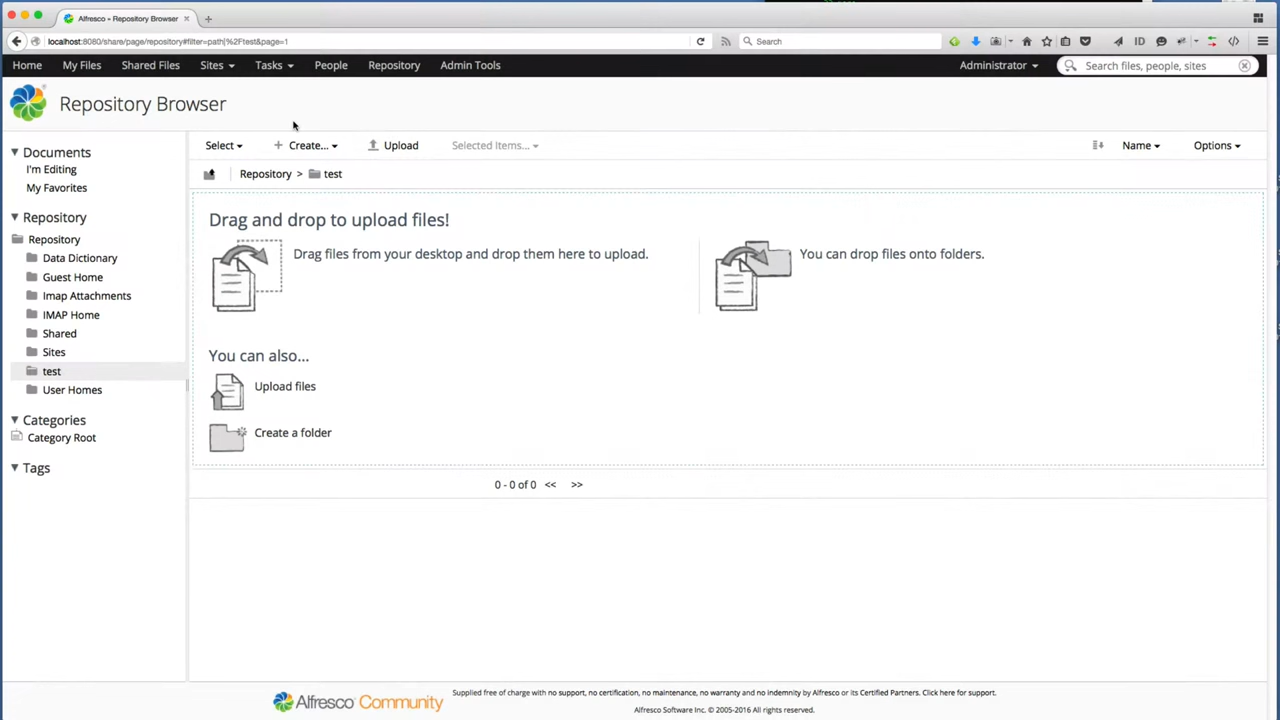 Alfresco » Repository Browser
localhost:8080/share/page/repository#filter=path|%2Ftest&page=1
Search
ID
Home My Files Shared Files Sites Tasks People Repository Admin Tools Administrator Search files, people, sites
Repository Browser
Select Create... Upload Selected Items... Name Options
Repository > test
Documents
I'm Editing
My Favorites
Repository
Repository
Data Dictionary
Guest Home
Imap Attachments
IMAP Home
Shared
Sites
test
User Homes
Categories
Category Root
Tags
Drag and drop to upload files!
Drag files from your desktop and drop them here to upload.
You can drop files onto folders.
You can also...
Upload files
Create a folder
0 - 0 of 0 << >>
Alfresco Community
Supplied free of charge with no support, no certification, no maintenance, no warranty and no indemnity by Alfresco or its Certified Partners. Click here for support.
Alfresco Software Inc. © 2005-2016 All rights reserved.